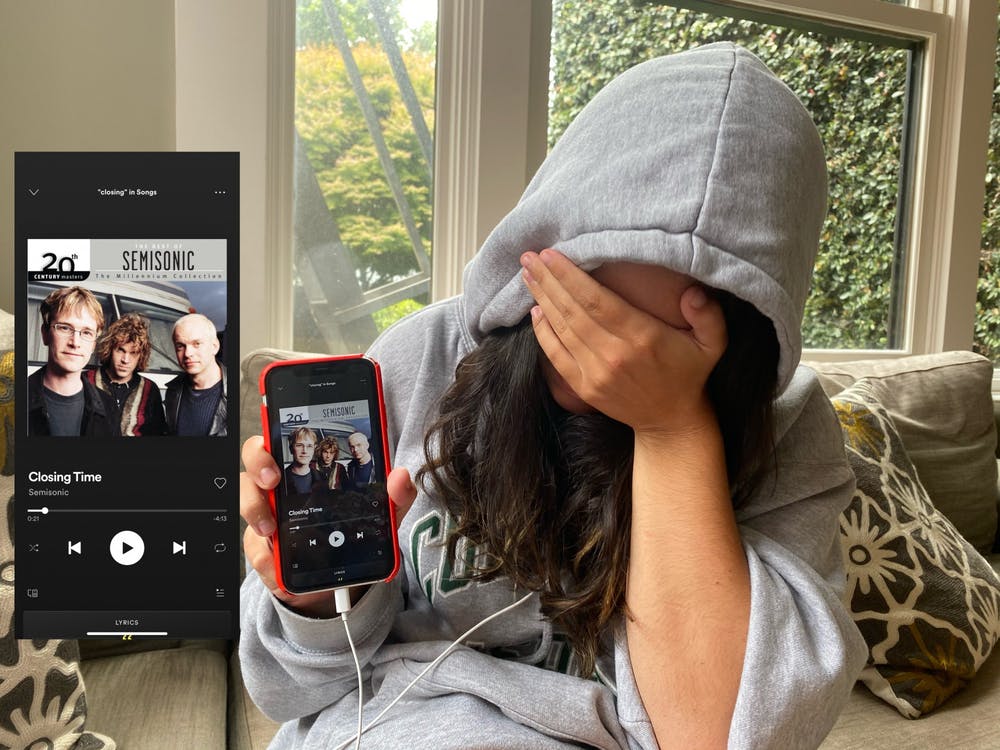 "closing" in Songs
THE BEST OF
20th
SEMISONIC
CENTURY masters
The Millennium Collection
Closing Time
Semisonic
0:21
-4:13
LYRICS
"closing" in Songs
20th
SEMISONIC
Closing Time
Semisonic
LYRICS